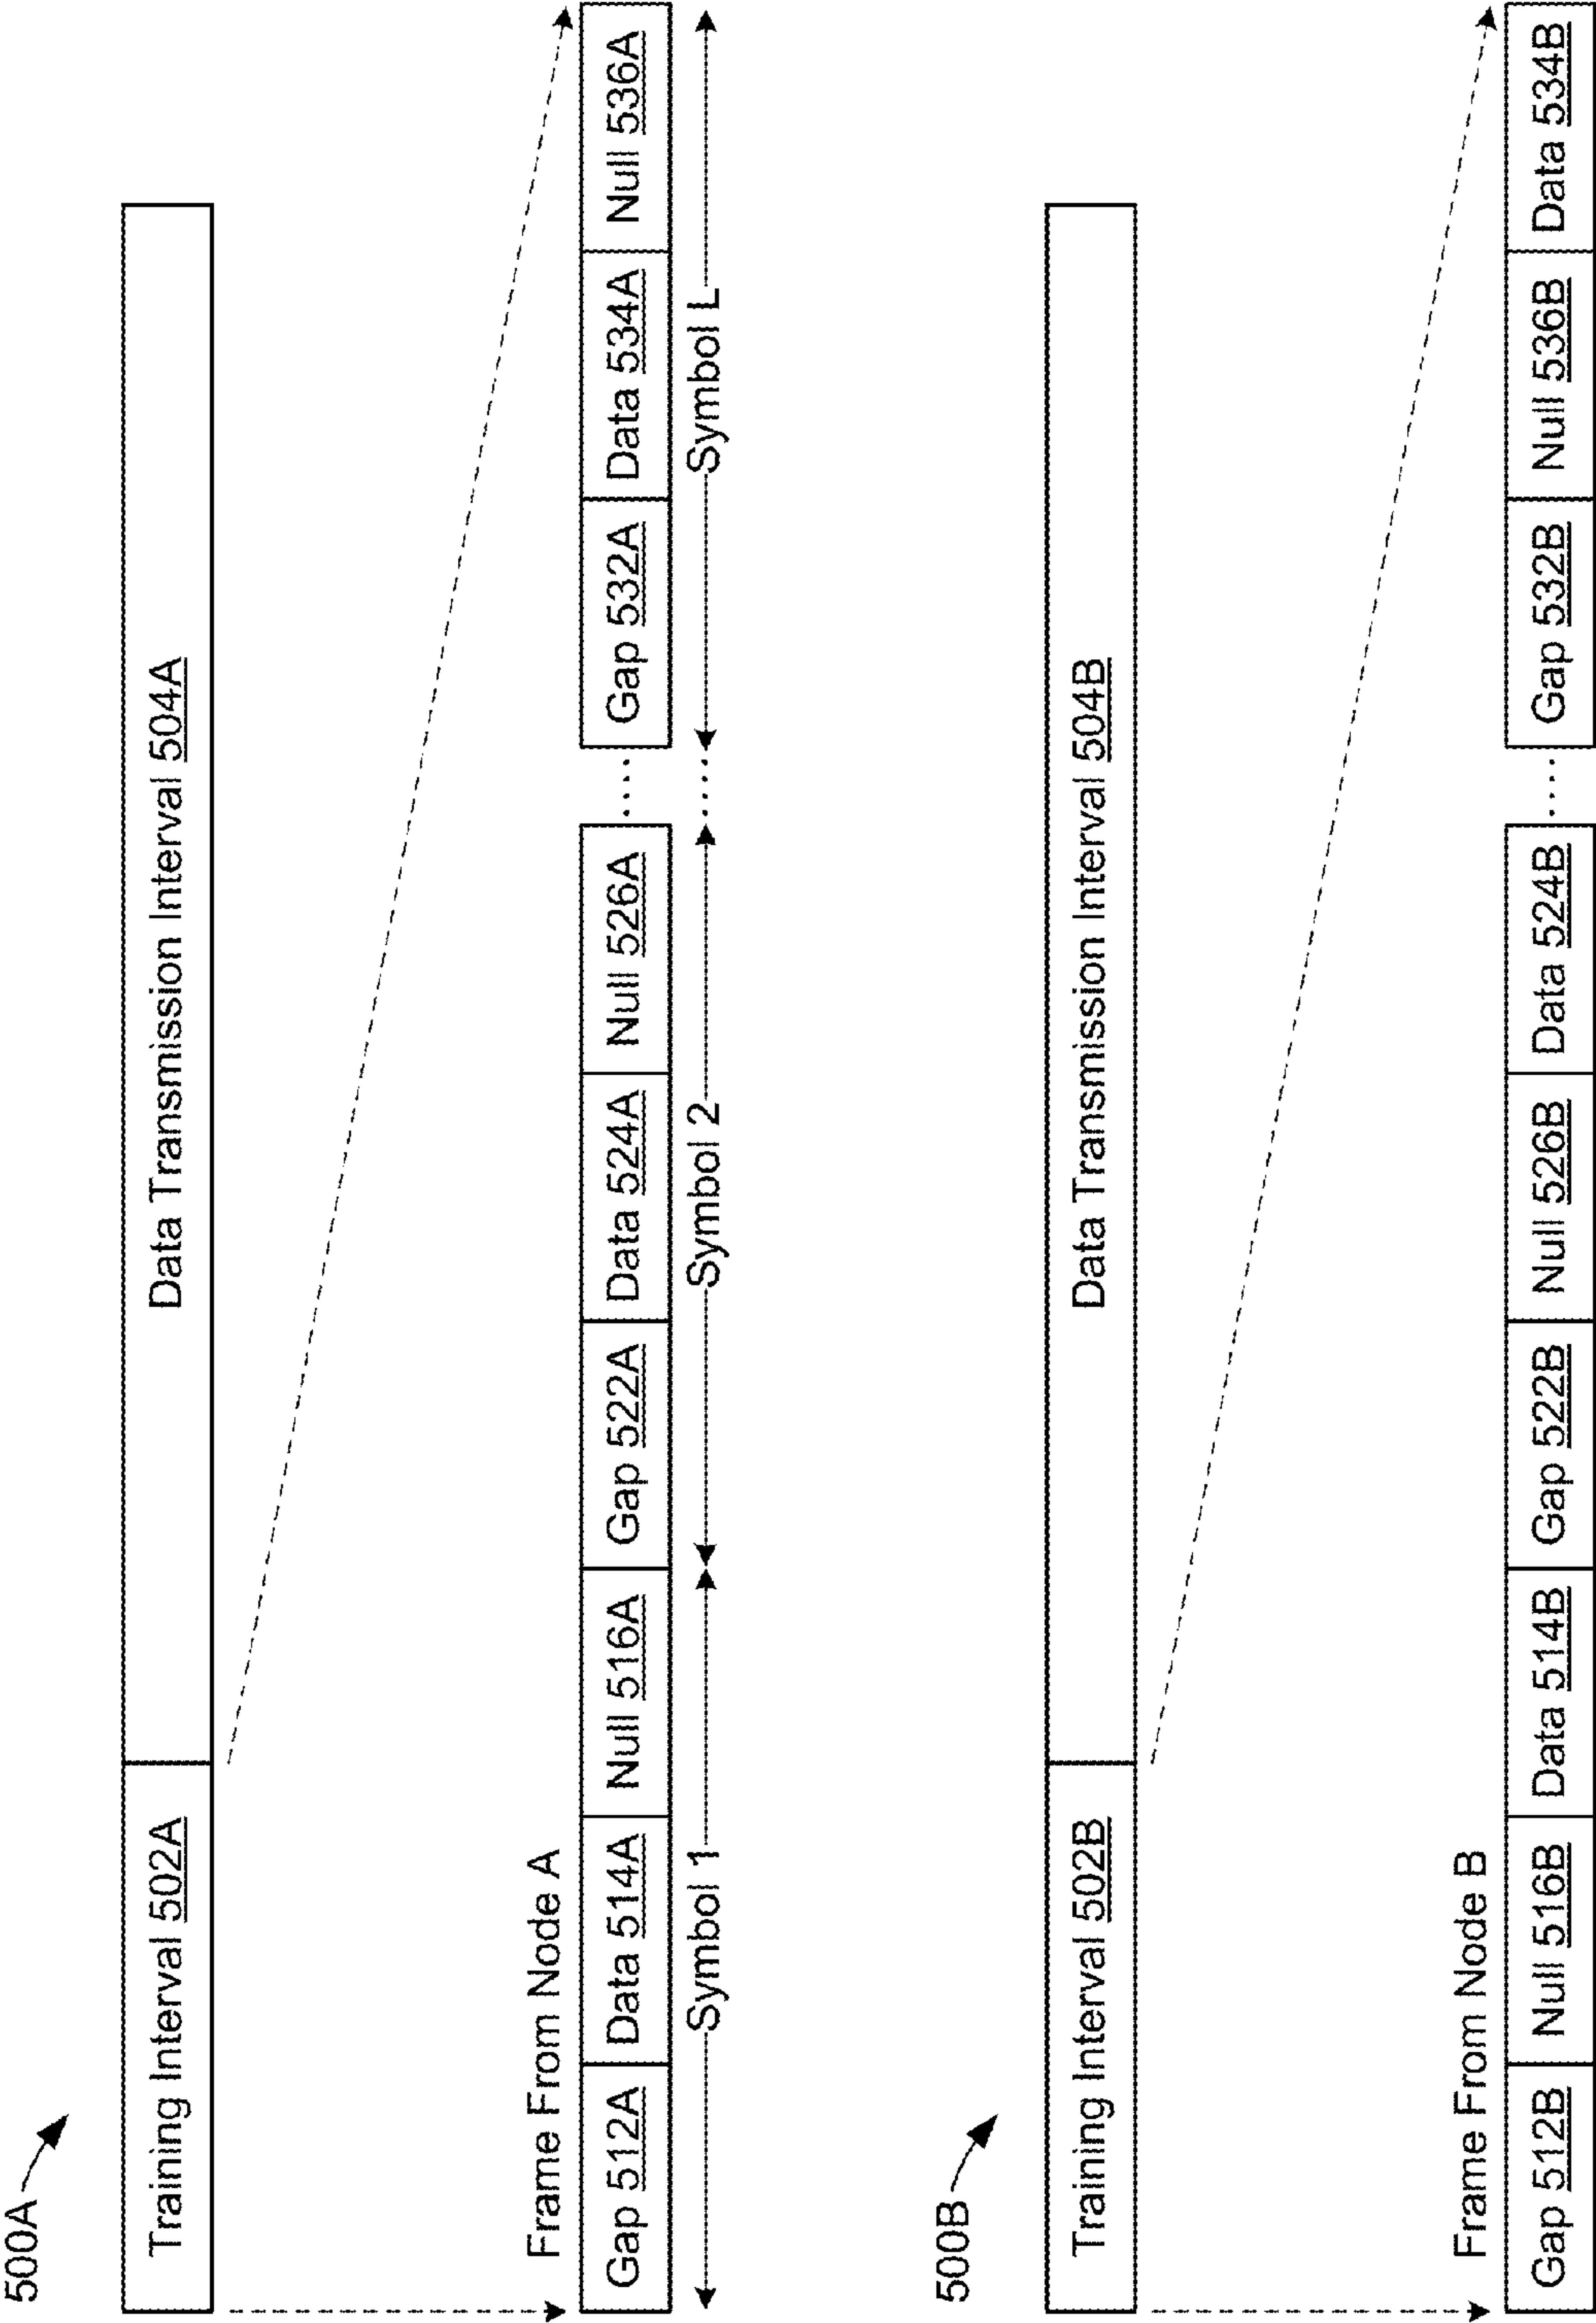 500A
Training Interval 502A Data Transmission Interval 504A
Frame From Node A
Gap 512A Data 514A Null 516A Gap 522A Data 524A Null 526A .... Gap 532A Data 534A Null 536A
Symbol 1 Symbol 2 .... Symbol L
500B
Training Interval 502B Data Transmission Interval 504B
Frame From Node B
Gap 512B Null 516B Data 514B Gap 522B Null 526B Data 524B .... Gap 532B Null 536B Data 534B